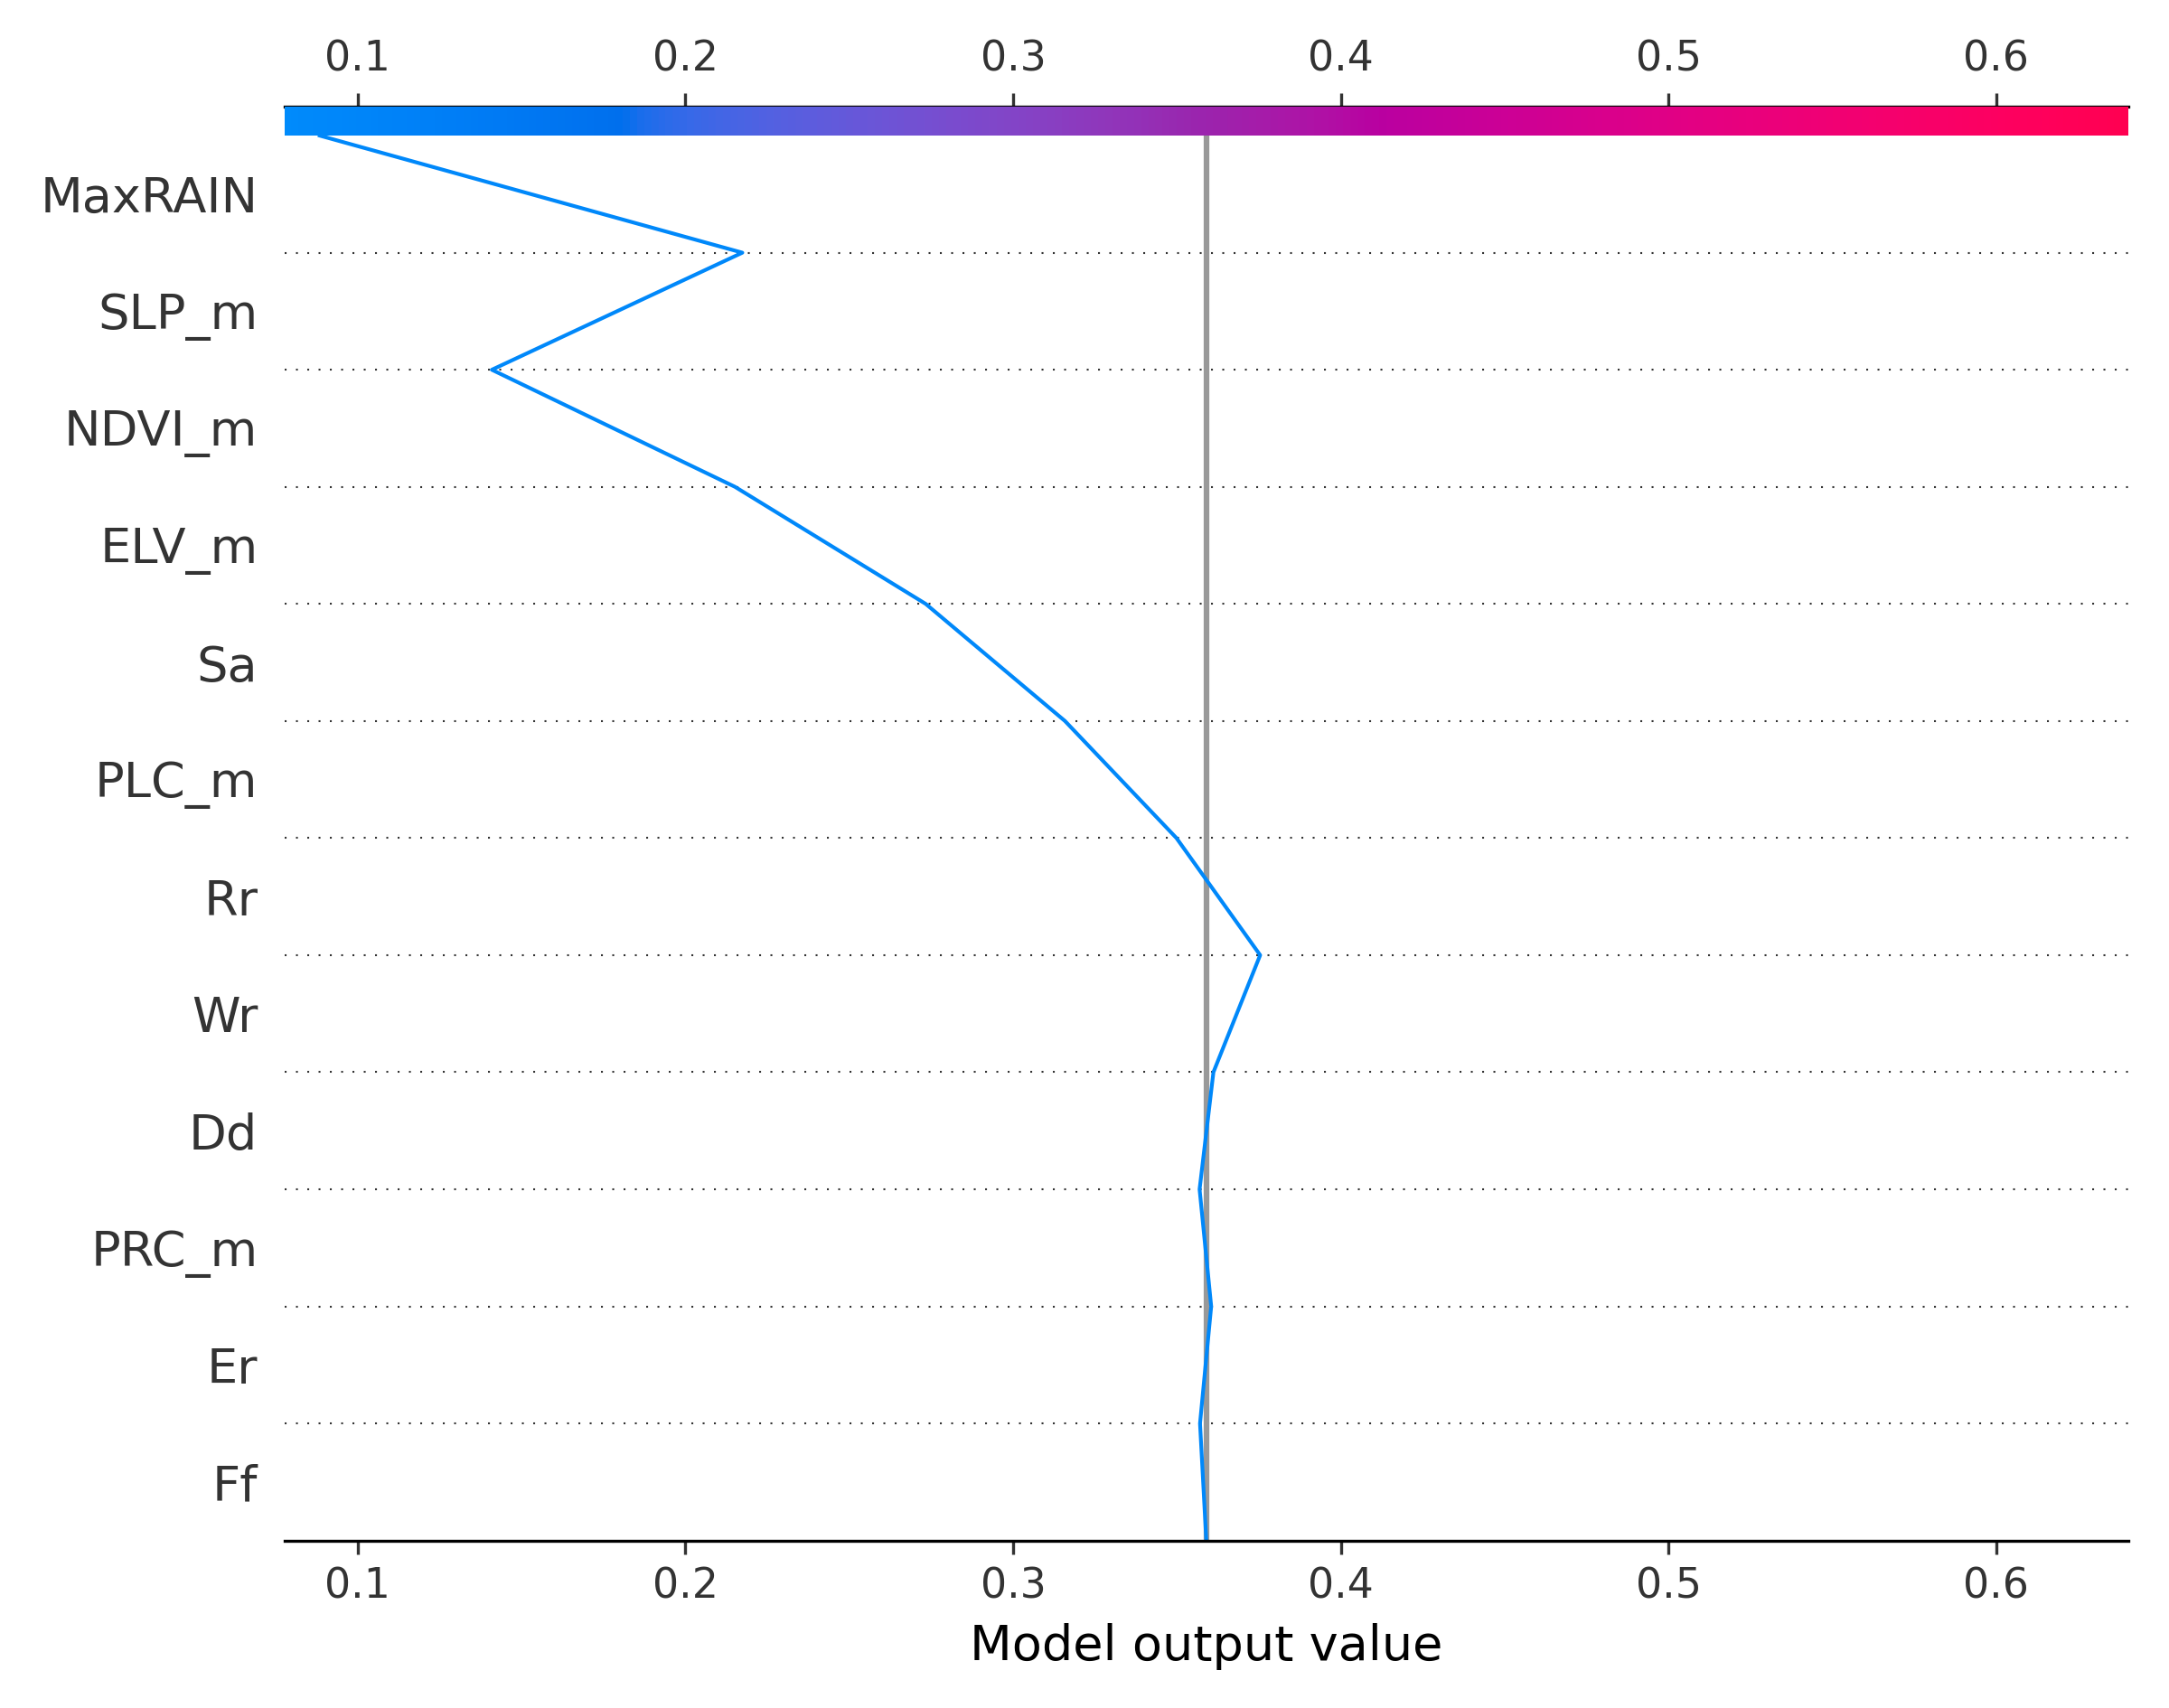 0.1 0.2 0.3 0.4 0.5 0.6
MaxRAIN
SLP_m
NDVI_m
ELV_m
Sa
PLC_m
Rr
Wr
Dd
PRC_m
Er
Ff
0.1 0.2 0.3 0.4 0.5 0.6
Model output value